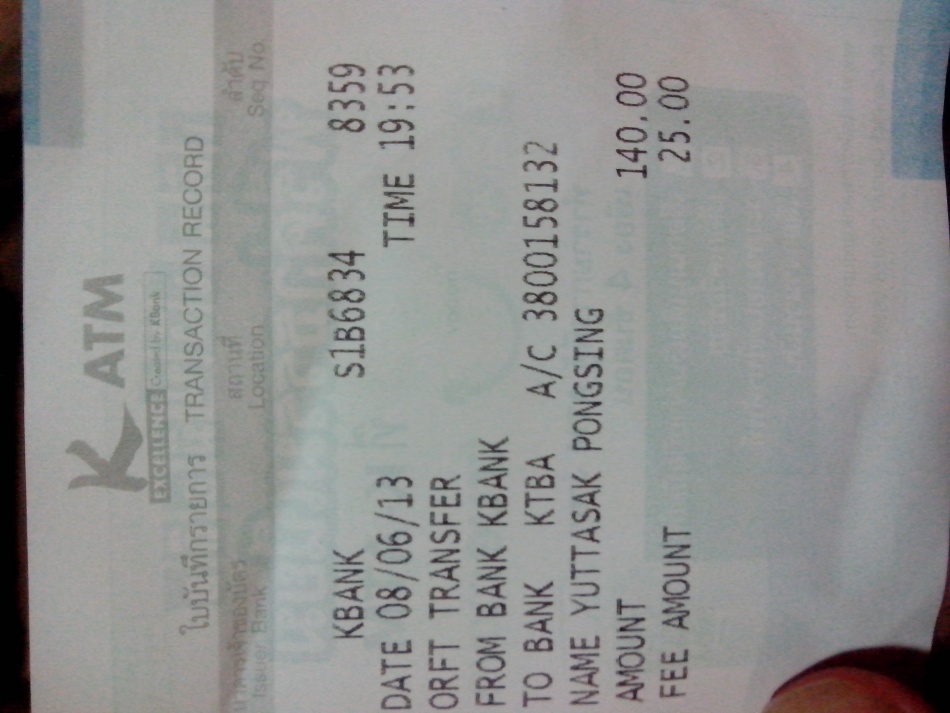 K ATM
EXCELLENCE Created by KBank
ใบบันทึกรายการ TRANSACTION RECORD
สถานที่ ลำดับ
Issuer Bank Location Seq No.
KBANK S1B6834 8359
DATE 08/06/13 TIME 19:53
ORFT TRANSFER
FROM BANK KBANK
TO BANK KTBA A/C 3800158132
NAME YUTTASAK PONGSING
AMOUNT 140.00
FEE AMOUNT 25.00